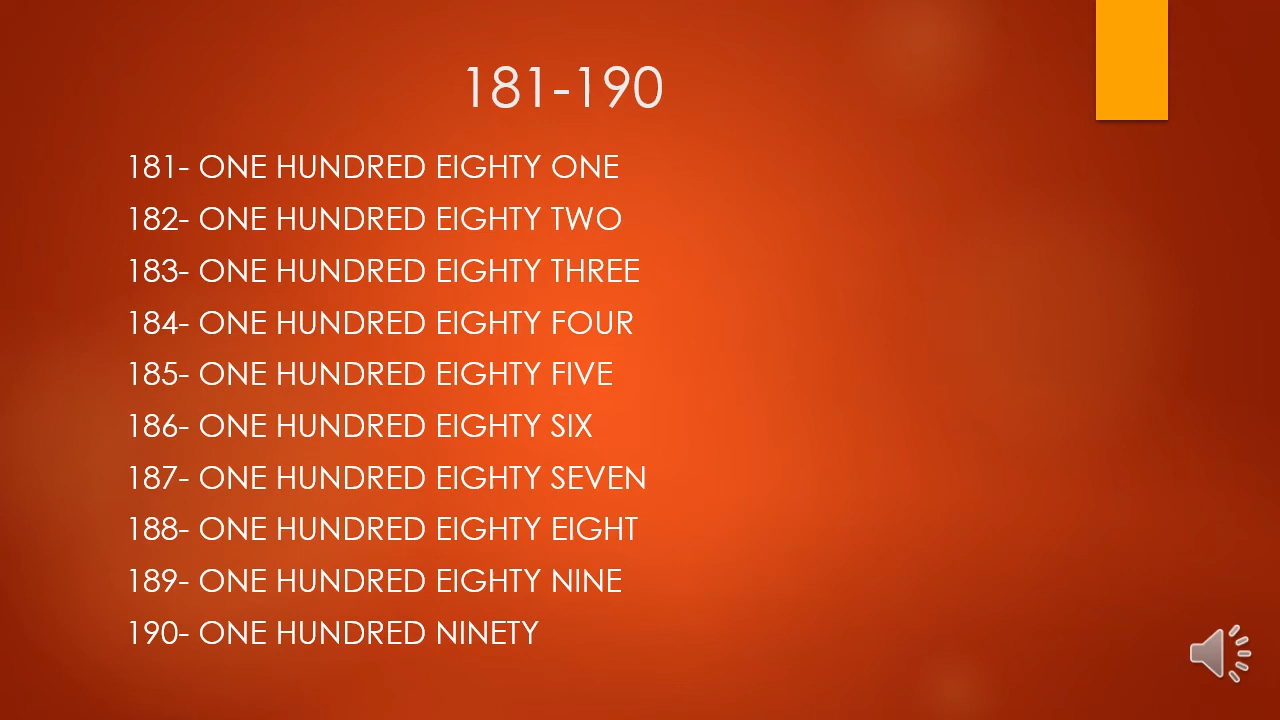 181-190
181- ONE HUNDRED EIGHTY ONE
182- ONE HUNDRED EIGHTY TWO
183- ONE HUNDRED EIGHTY THREE
184- ONE HUNDRED EIGHTY FOUR
185- ONE HUNDRED EIGHTY FIVE
186- ONE HUNDRED EIGHTY SIX
187- ONE HUNDRED EIGHTY SEVEN
188- ONE HUNDRED EIGHTY EIGHT
189- ONE HUNDRED EIGHTY NINE
190- ONE HUNDRED NINETY